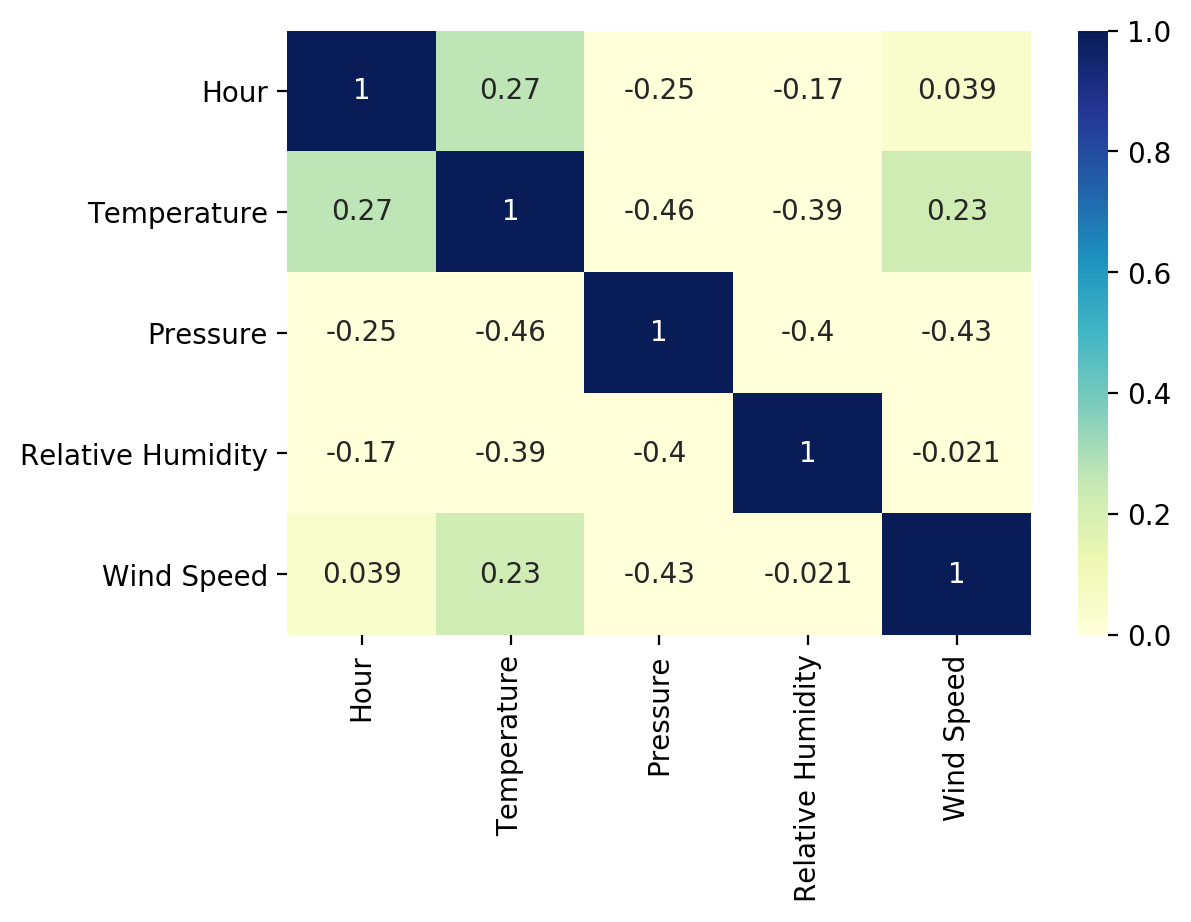 Hour 1 0.27 -0.25 -0.17 0.039
Temperature 0.27 1 -0.46 -0.39 0.23
Pressure -0.25 -0.46 1 -0.4 -0.43
Relative Humidity -0.17 -0.39 -0.4 1 -0.021
Wind Speed 0.039 0.23 -0.43 -0.021 1
Hour
Temperature
Pressure
Relative Humidity
Wind Speed
1.0
0.8
0.6
0.4
0.2
0.0